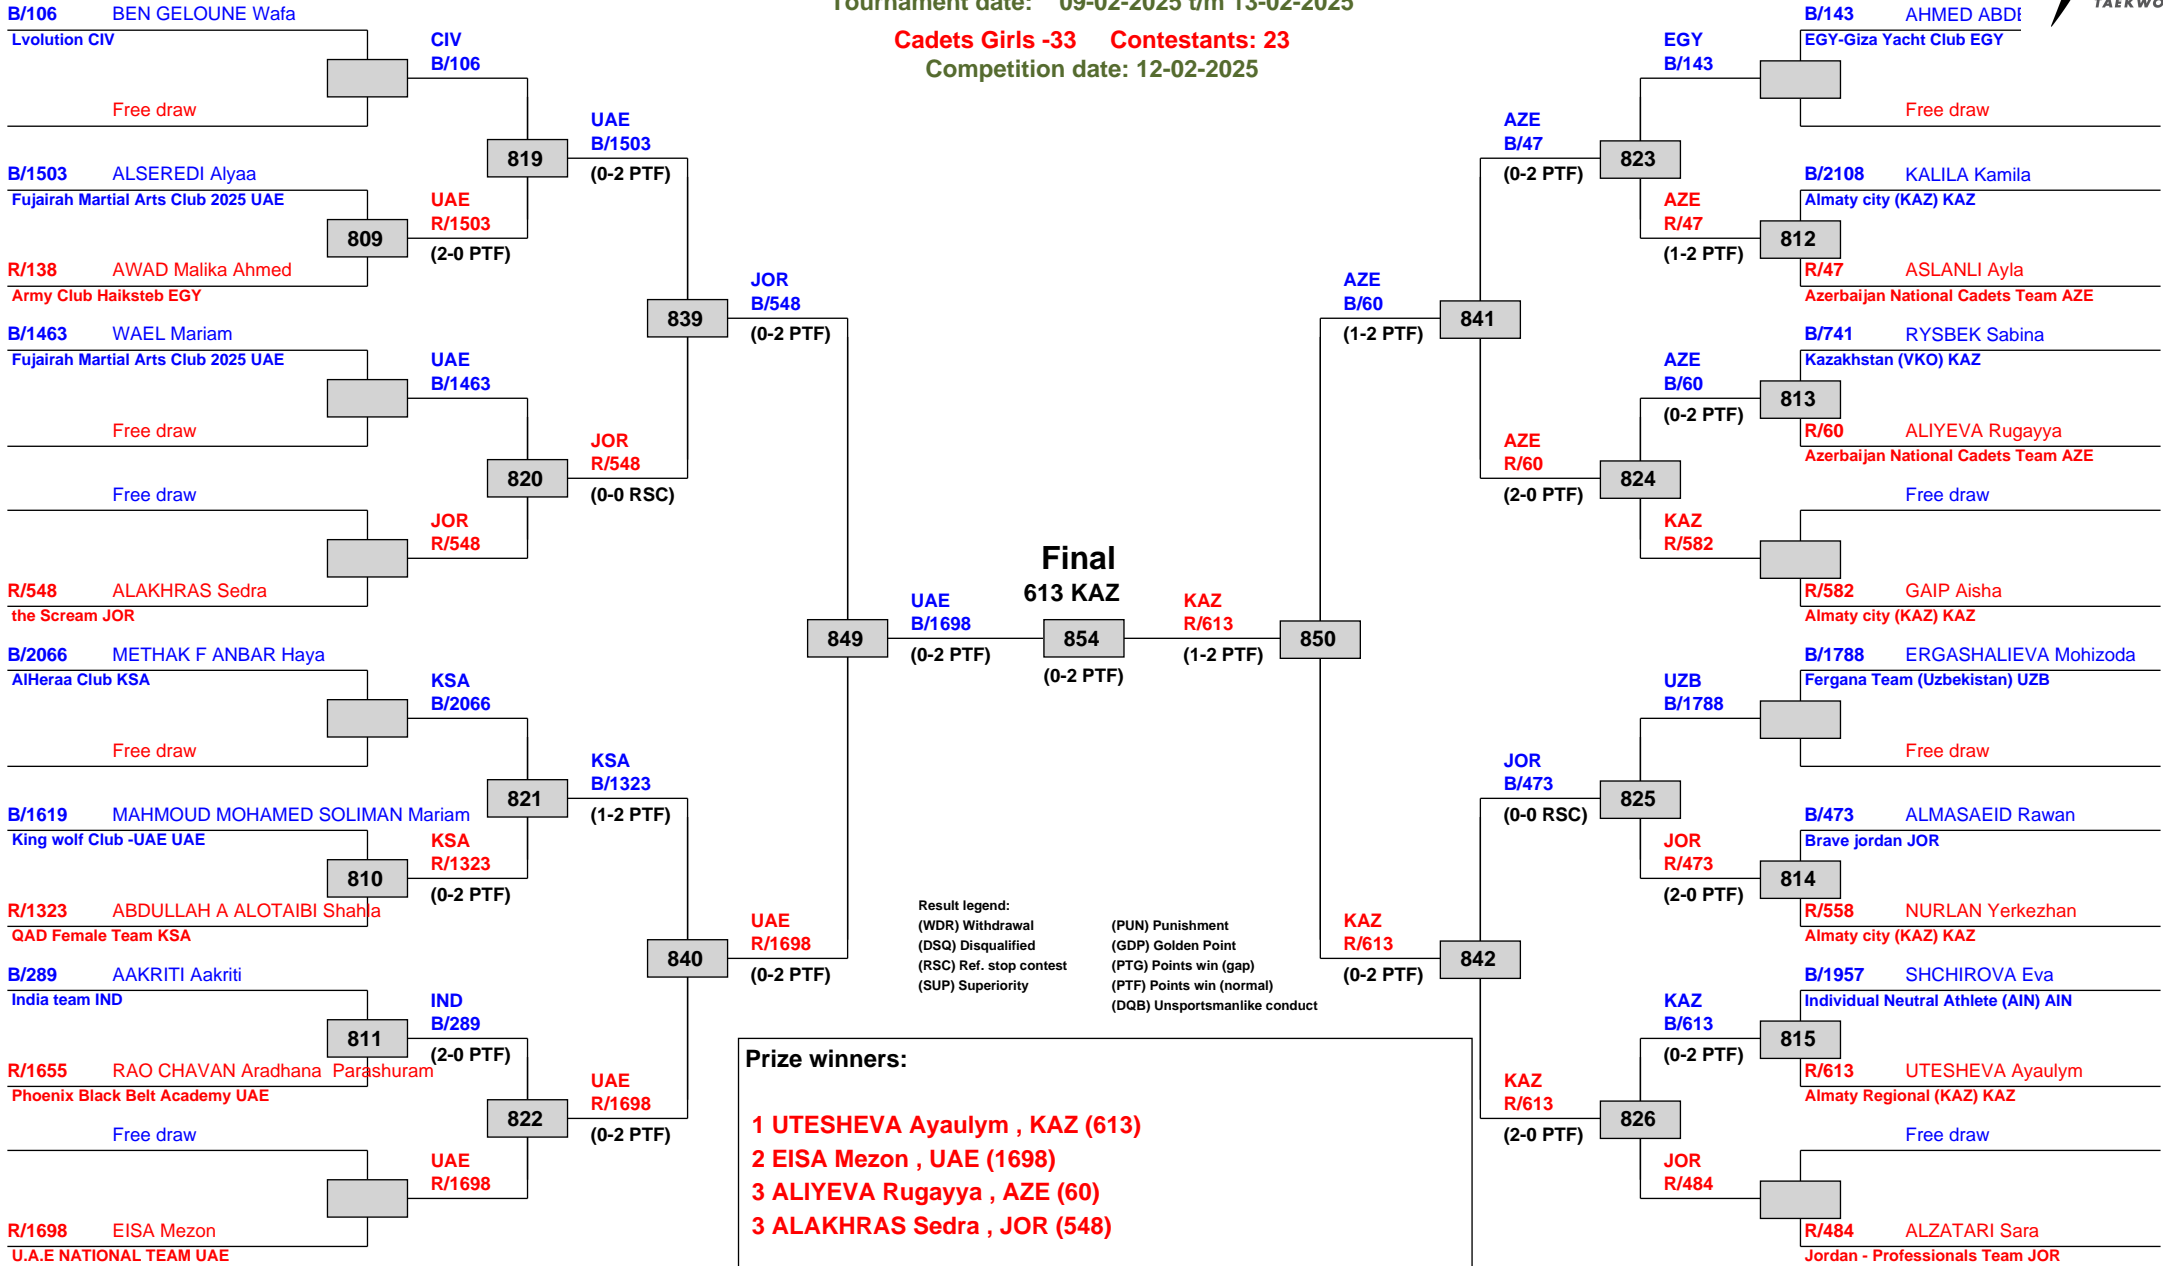 Tournament date: 09-02-2025 t/m 13-02-2025
Cadets Girls -33 Contestants: 23
Competition date: 12-02-2025
B/106 BEN GELOUNE Wafa
Lvolution CIV
Free draw
CIV
B/106
B/1503 ALSEREDI Alyaa
Fujairah Martial Arts Club 2025 UAE
809
R/138 AWAD Malika Ahmed
Army Club Haiksteb EGY
UAE
R/1503
(2-0 PTF)
819
UAE
B/1503
(0-2 PTF)
B/1463 WAEL Mariam
Fujairah Martial Arts Club 2025 UAE
Free draw
UAE
B/1463
Free draw
R/548 ALAKHRAS Sedra
the Scream JOR
JOR
R/548
820
JOR
R/548
(0-0 RSC)
839
JOR
B/548
(0-2 PTF)
B/2066 METHAK F ANBAR Haya
AlHeraa Club KSA
Free draw
KSA
B/2066
B/1619 MAHMOUD MOHAMED SOLIMAN Mariam
King wolf Club -UAE UAE
810
R/1323 ABDULLAH A ALOTAIBI Shahla
QAD Female Team KSA
KSA
R/1323
(0-2 PTF)
821
KSA
B/1323
(1-2 PTF)
B/289 AAKRITI Aakriti
India team IND
811
R/1655 RAO CHAVAN Aradhana Parashuram
Phoenix Black Belt Academy UAE
IND
B/289
(2-0 PTF)
Free draw
R/1698 EISA Mezon
U.A.E NATIONAL TEAM UAE
UAE
R/1698
822
UAE
R/1698
(0-2 PTF)
840
UAE
R/1698
(0-2 PTF)
849
UAE
B/1698
(0-2 PTF)
Final
613 KAZ
854
(0-2 PTF)
KAZ
R/613
(1-2 PTF)
850
AZE
B/60
(1-2 PTF)
841
AZE
B/47
(0-2 PTF)
823
EGY
B/143
B/143 AHMED
EGY-Giza Yacht Club EGY
Free draw
AZE
R/47
(1-2 PTF)
812
B/2108 KALILA Kamila
Almaty city (KAZ) KAZ
R/47 ASLANLI Ayla
Azerbaijan National Cadets Team AZE
AZE
R/60
(2-0 PTF)
824
AZE
B/60
(0-2 PTF)
813
B/741 RYSBEK Sabina
Kazakhstan (VKO) KAZ
R/60 ALIYEVA Rugayya
Azerbaijan National Cadets Team AZE
KAZ
R/582
Free draw
R/582 GAIP Aisha
Almaty city (KAZ) KAZ
KAZ
R/613
(0-2 PTF)
842
JOR
B/473
(0-0 RSC)
825
UZB
B/1788
B/1788 ERGASHALIEVA Mohizoda
Fergana Team (Uzbekistan) UZB
Free draw
JOR
R/473
(2-0 PTF)
814
B/473 ALMASAEID Rawan
Brave jordan JOR
R/558 NURLAN Yerkezhan
Almaty city (KAZ) KAZ
KAZ
R/613
(2-0 PTF)
826
KAZ
B/613
(0-2 PTF)
815
B/1957 SHCHIROVA Eva
Individual Neutral Athlete (AIN) AIN
R/613 UTESHEVA Ayaulym
Almaty Regional (KAZ) KAZ
JOR
R/484
Free draw
R/484 ALZATARI Sara
Jordan - Professionals Team JOR
Result legend:
(WDR) Withdrawal
(DSQ) Disqualified
(RSC) Ref. stop contest
(SUP) Superiority
(PUN) Punishment
(GDP) Golden Point
(PTG) Points win (gap)
(PTF) Points win (normal)
(DQB) Unsportsmanlike conduct
Prize winners:
1 UTESHEVA Ayaulym , KAZ (613)
2 EISA Mezon , UAE (1698)
3 ALIYEVA Rugayya , AZE (60)
3 ALAKHRAS Sedra , JOR (548)